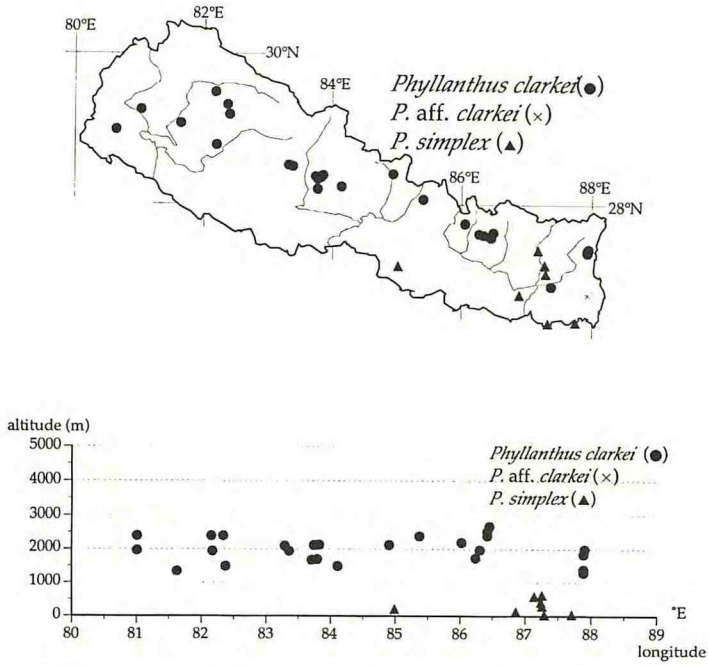 80°E
82°E
30°N
84°E
Phyllanthus clarkei(●)
P. aff. clarkei (×)
P. simplex (▲)
86°E
88°E
28°N
altitude (m)
5000
4000
3000
2000
1000
0
Phyllanthus clarkei (●)
P. aff. clarkei (×)
P. simplex (▲)
80 81 82 83 84 85 86 87 88 89
°E
longitude